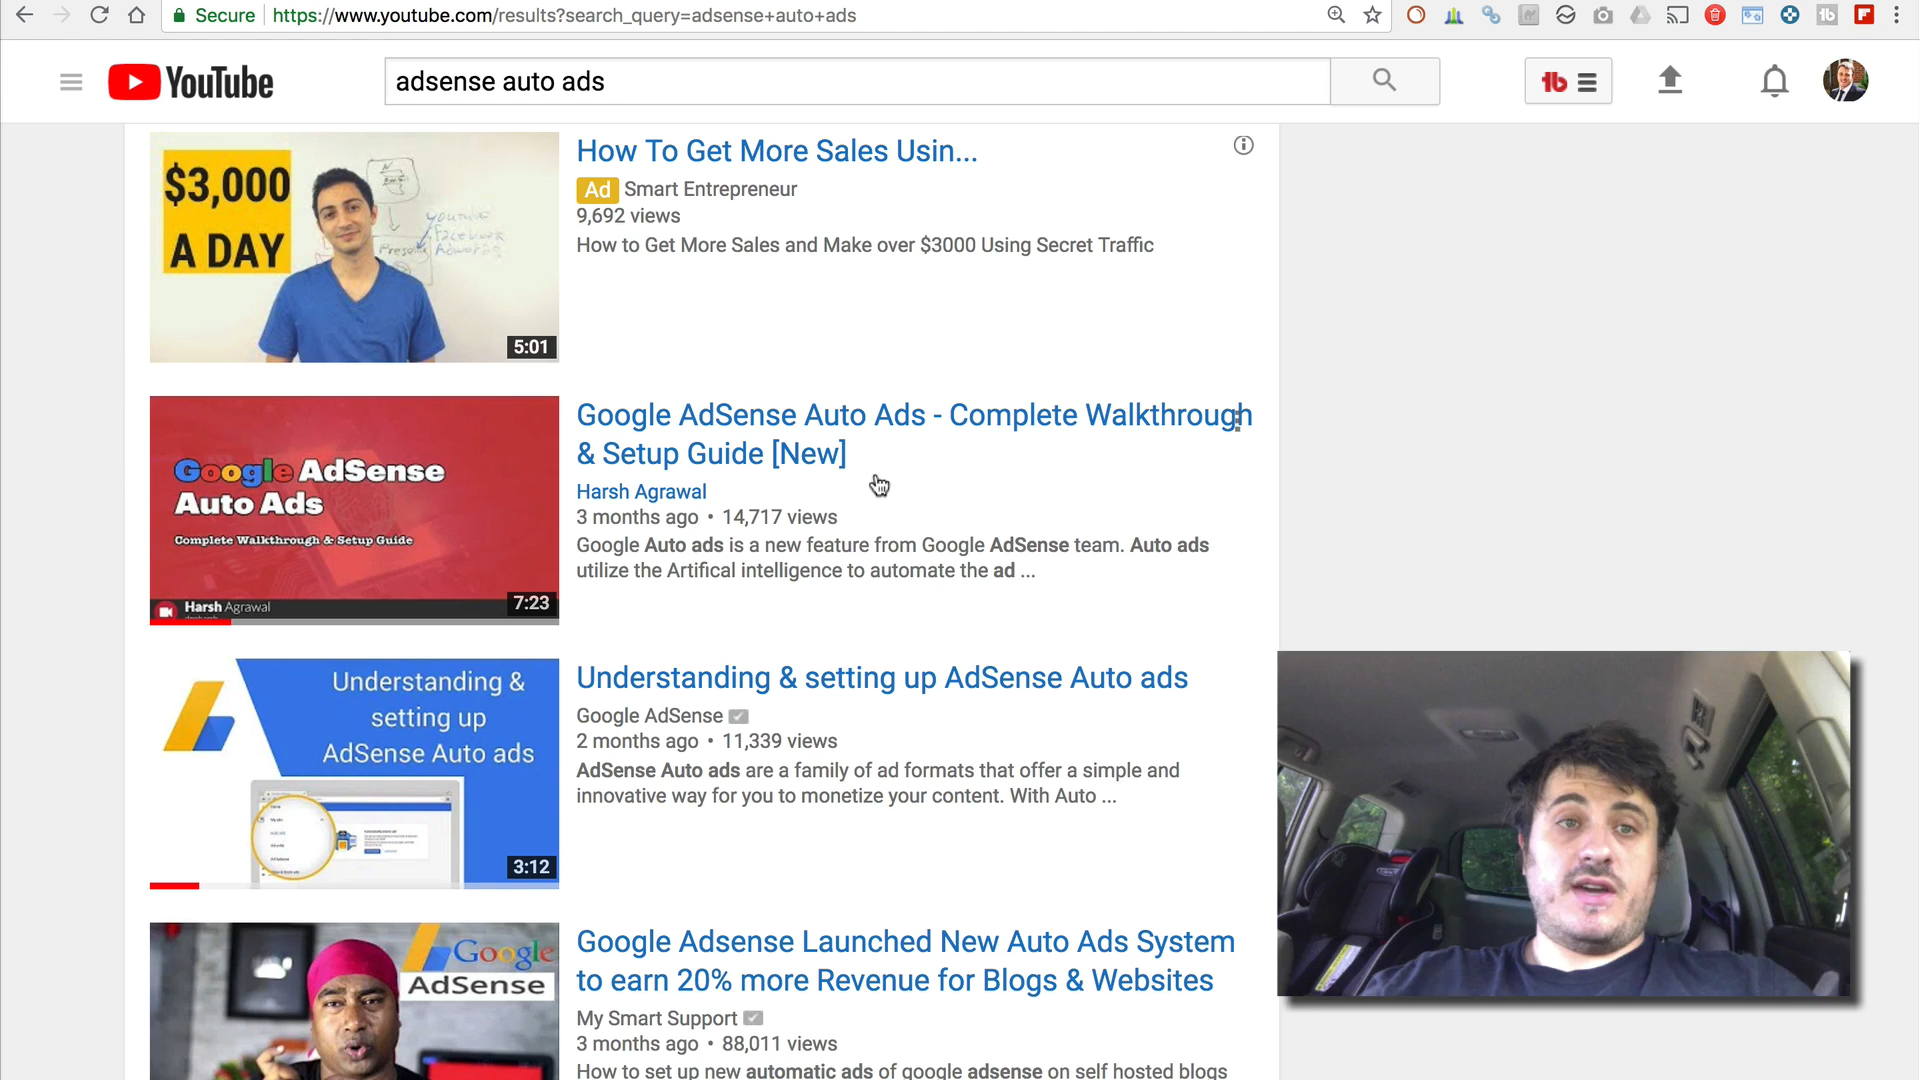 Secure https://www.youtube.com/results?search_query=adsense+auto+ads
YouTube
adsense auto ads
$3,000
A DAY
5:01
How To Get More Sales Usin...
Ad Smart Entrepreneur
9,692 views
How to Get More Sales and Make over $3000 Using Secret Traffic
Google AdSense
Auto Ads
Complete Walkthrough & Setup Guide
Harsh Agrawal
7:23
Google AdSense Auto Ads - Complete Walkthrough
& Setup Guide [New]
Harsh Agrawal
3 months ago • 14,717 views
Google Auto ads is a new feature from Google AdSense team. Auto ads
utilize the Artifical intelligence to automate the ad ...
Understanding &
setting up
AdSense Auto ads
3:12
Understanding & setting up AdSense Auto ads
Google AdSense
2 months ago • 11,339 views
AdSense Auto ads are a family of ad formats that offer a simple and
innovative way for you to monetize your content. With Auto ...
Google
AdSense
Google Adsense Launched New Auto Ads System
to earn 20% more Revenue for Blogs & Websites
My Smart Support
3 months ago • 88,011 views
How to set up new automatic ads of google adsense on self hosted blogs